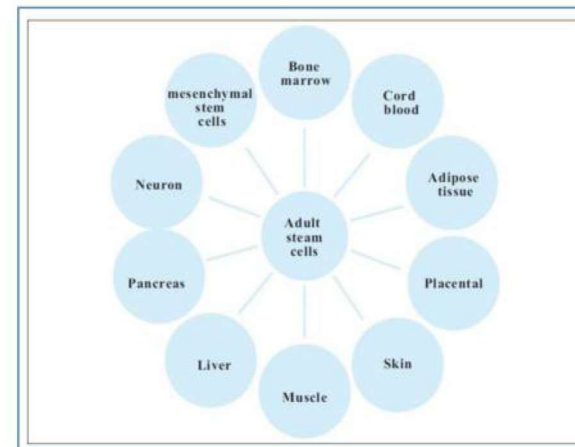 Bone
marrow
Cord
blood
Adipose
tissue
Placental
Skin
Muscle
Liver
Pancreas
Neuron
mesenchymal
stem
cells
Adult
steam
cells